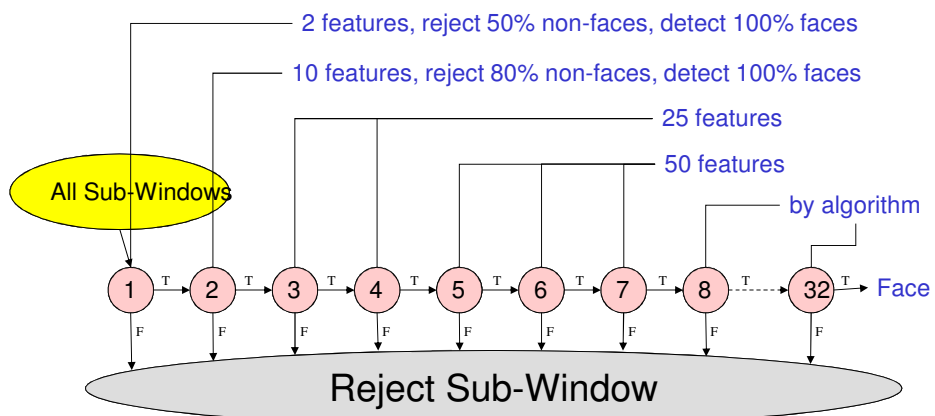 2 features, reject 50% non-faces, detect 100% faces
10 features, reject 80% non-faces, detect 100% faces
25 features
50 features
All Sub-Windows
by algorithm
1 T 2 T 3 T 4 T 5 T 6 T 7 T 8 T 32 T Face
F F F F F F F F F
Reject Sub-Window